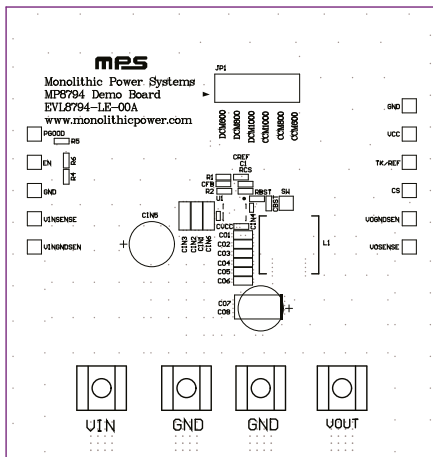 mps
Monolithic Power Systems
MP8794 Demo Board
EVL8794-LE-00A
www.monolithicpower.com
JP1
DCM600
DCM800
DCM1000
CCM1000
CCM800
CCM600
PGOOD
R5
EN
R6
R4
GND
VINSENSE
VINGNDSEN
GND
VCC
TK/REF
CS
VOGNDSEN
VOSENSE
CREF
C1
RCS
R1
CFB
R2
RBST
SW
U1
CBST
CIN4
CVCC
CIN5
CIN3
CIN2
CIN1
CIN6
CO1
CO2
CO3
CO4
CO5
CO6
L1
CO7
CO8
VIN
GND
GND
VOUT